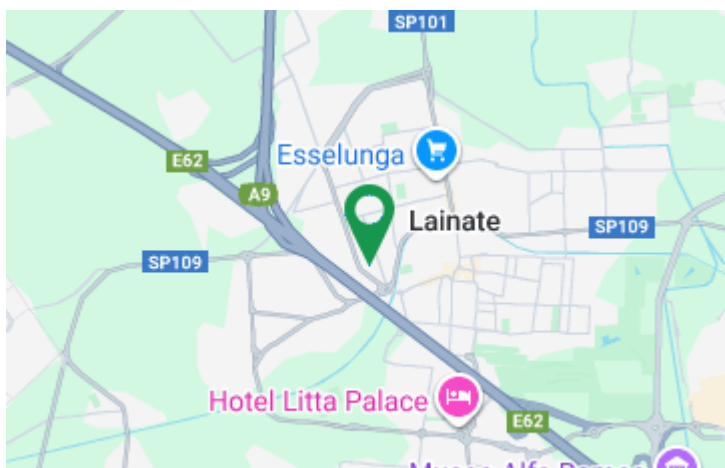 SP101
Esselunga
E62
A9
Lainate
SP109
SP109
Hotel Litta Palace
E62